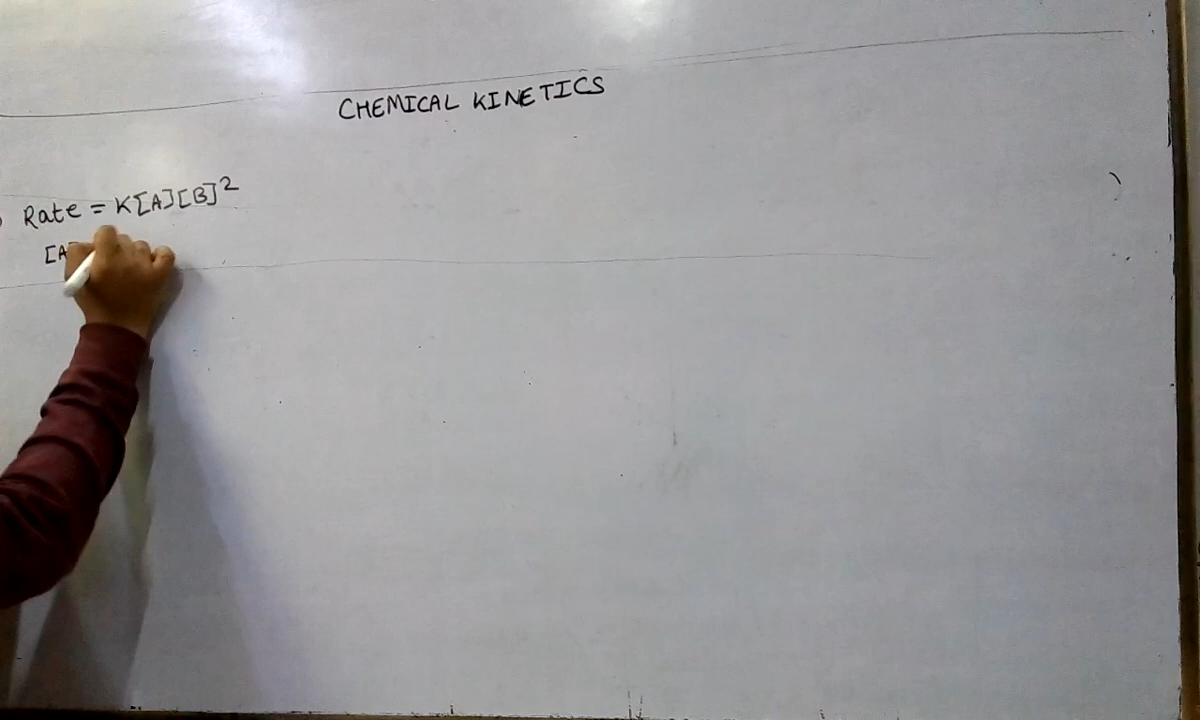 CHEMICAL KINETICS
Rate = K[A][B]²
[A]